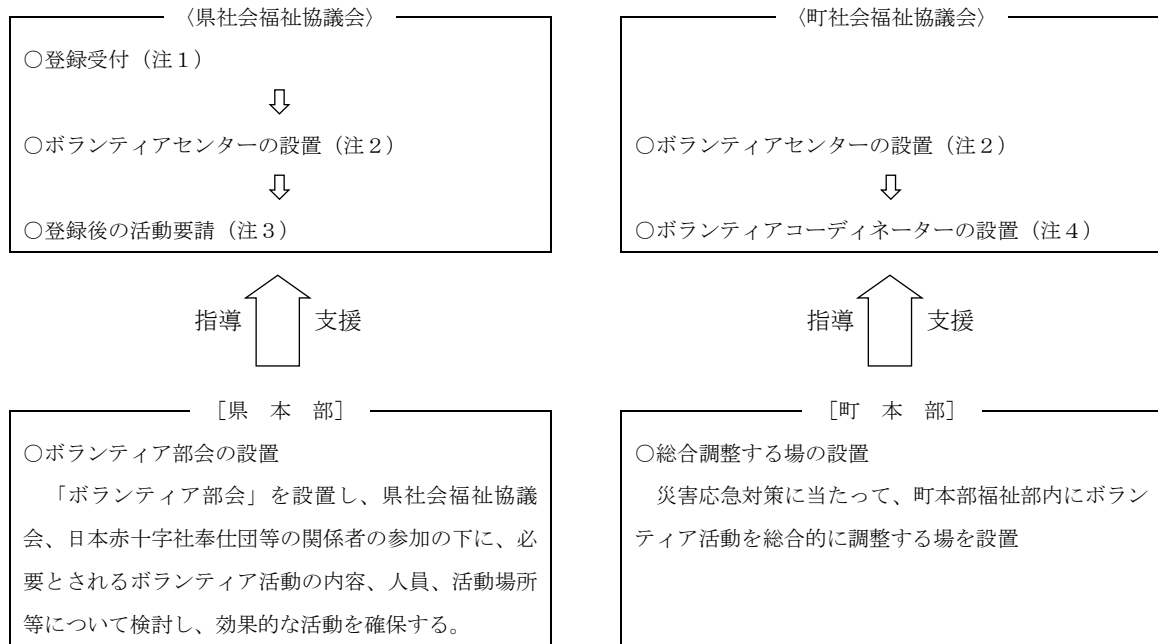 〈県社会福祉協議会〉
○登録受付（注１）
⇩
○ボランティアセンターの設置（注２）
⇩
○登録後の活動要請（注３）
〈町社会福祉協議会〉
○ボランティアセンターの設置（注２）
⇩
○ボランティアコーディネーターの設置（注４）
指導　支援
指導　支援
［県　本　部］
○ボランティア部会の設置
「ボランティア部会」を設置し、県社会福祉協議
会、日本赤十字社奉仕団等の関係者の参加の下に、必
要とされるボランティア活動の内容、人員、活動場所
等について検討し、効果的な活動を確保する。
［町　本　部］
○総合調整する場の設置
災害応急対策に当たって、町本部福祉部内にボラン
ティア活動を総合的に調整する場を設置